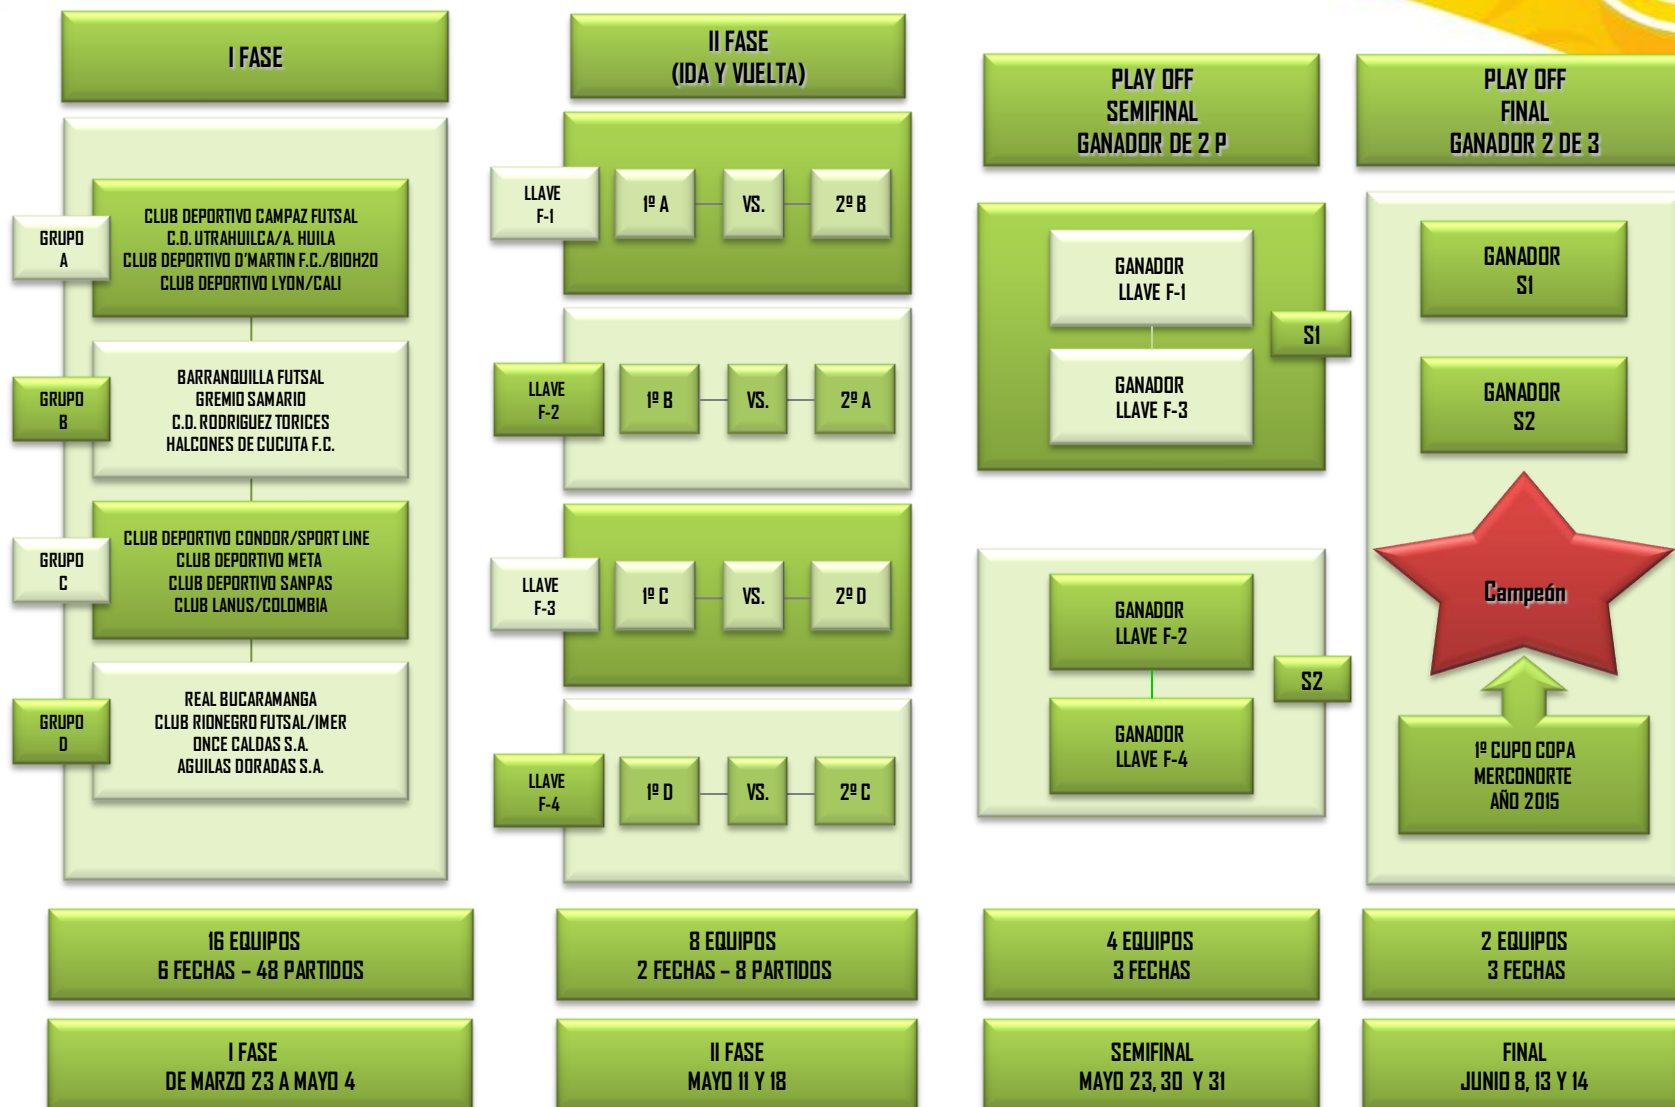 I FASE
GRUPO
A
CLUB DEPORTIVO CAMPAZ FUTSAL
C.D. UTRAHUILCA/A. HUILA
CLUB DEPORTIVO D'MARTIN F.C./BIOH2O
CLUB DEPORTIVO LYON/CALI
GRUPO
B
BARRANQUILLA FUTSAL
GREMIO SAMARIO
C.D. RODRIGUEZ TORICES
HALCONES DE CUCUTA F.C.
GRUPO
C
CLUB DEPORTIVO CONDOR/SPORT LINE
CLUB DEPORTIVO META
CLUB DEPORTIVO SANPAS
CLUB LANUS/COLOMBIA
GRUPO
D
REAL BUCARAMANGA
CLUB RIONEGRO FUTSAL/IMER
ONCE CALDAS S.A.
AGUILAS DORADAS S.A.
16 EQUIPOS
6 FECHAS – 48 PARTIDOS
I FASE
DE MARZO 23 A MAYO 4
II FASE
(IDA Y VUELTA)
LLAVE
F-1
1º A
VS.
2º B
LLAVE
F-2
1º B
VS.
2º A
LLAVE
F-3
1º C
VS.
2º D
LLAVE
F-4
1º D
VS.
2º C
8 EQUIPOS
2 FECHAS – 8 PARTIDOS
II FASE
MAYO 11 Y 18
PLAY OFF
SEMIFINAL
GANADOR DE 2 P
GANADOR
LLAVE F-1
GANADOR
LLAVE F-3
S1
GANADOR
LLAVE F-2
GANADOR
LLAVE F-4
S2
4 EQUIPOS
3 FECHAS
SEMIFINAL
MAYO 23, 30 Y 31
PLAY OFF
FINAL
GANADOR 2 DE 3
GANADOR
S1
GANADOR
S2
Campeón
1º CUPO COPA
MERCONORTE
AÑO 2015
2 EQUIPOS
3 FECHAS
FINAL
JUNIO 8, 13 Y 14